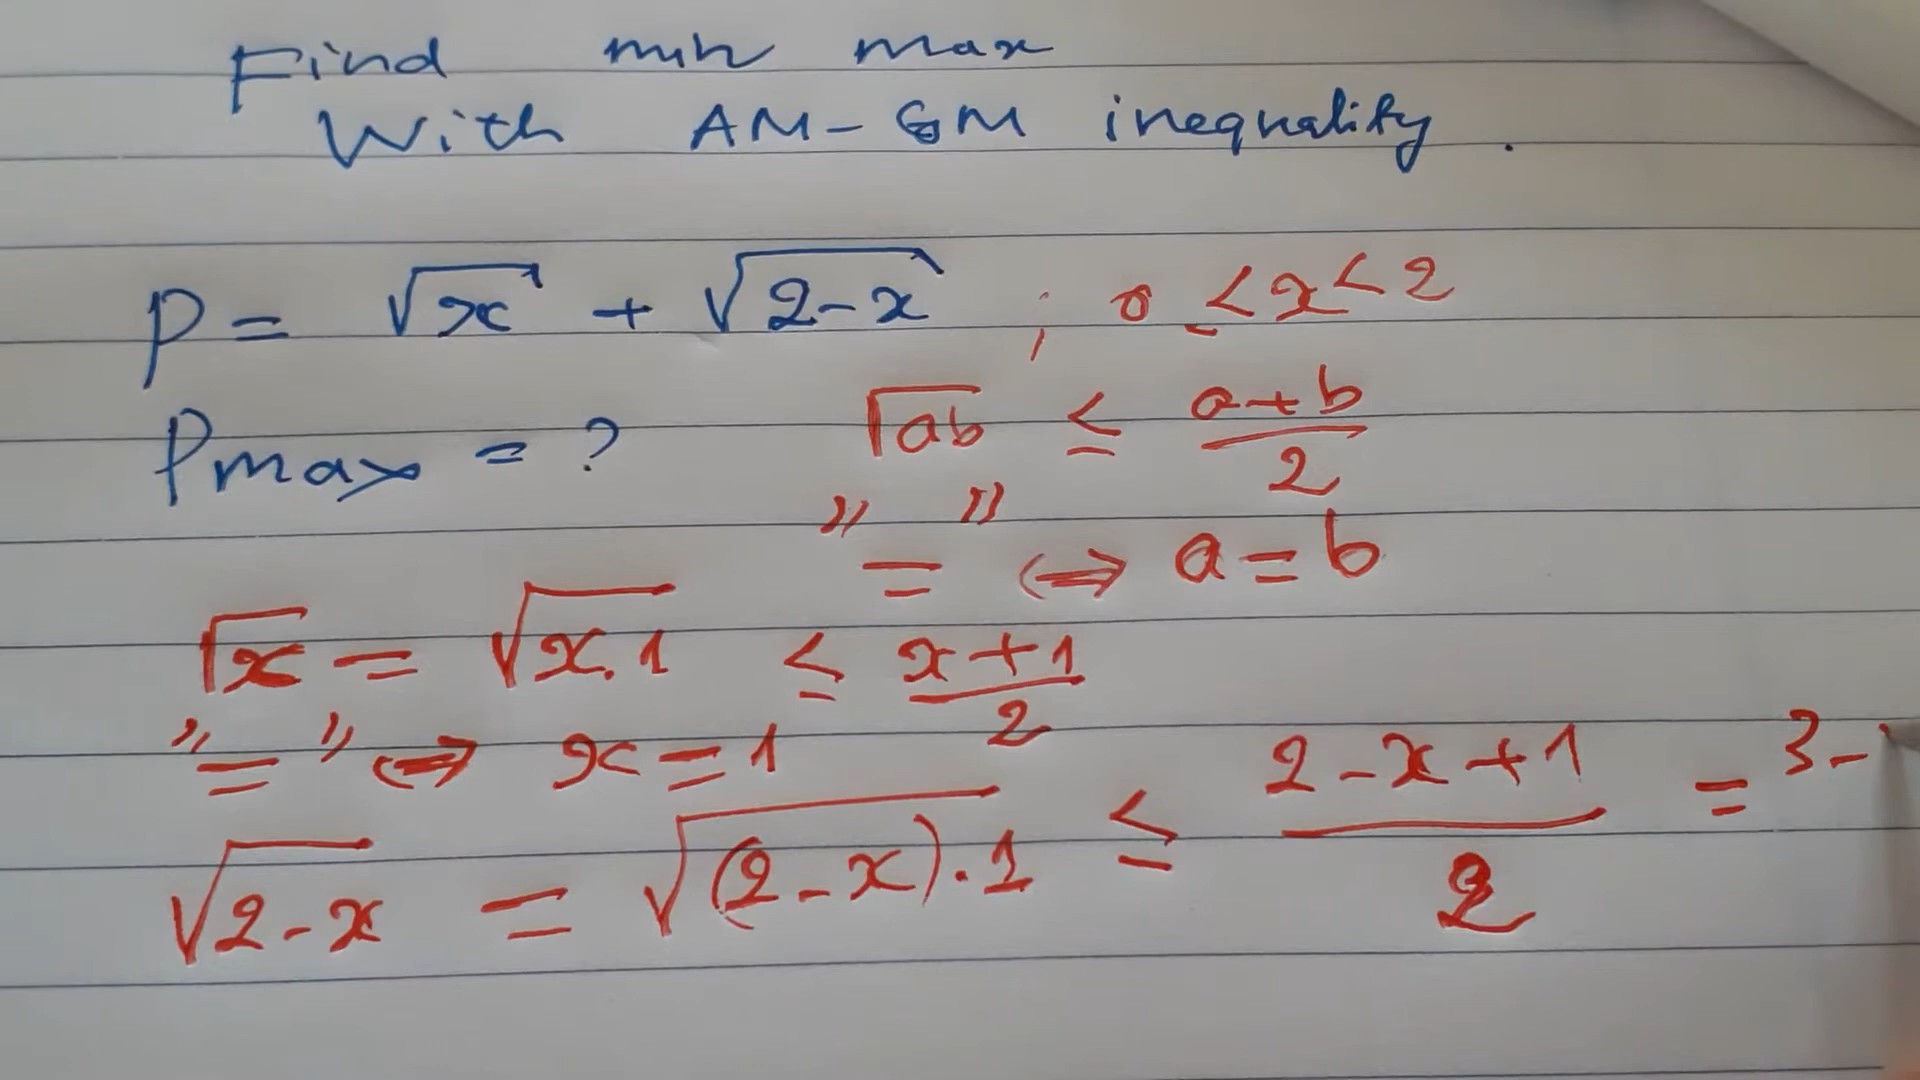 Find min max
With AM-GM inequality.
P = √x + √2-x ; 0 ≤ x < 2
Pmax = ?
√ab ≤ a+b/2
"=" ⇔ a = b
√x = √x.1 ≤ x+1/2
"=" ⇔ x = 1
√2-x = √(2-x).1 ≤ 2-x+1/2 = 3-